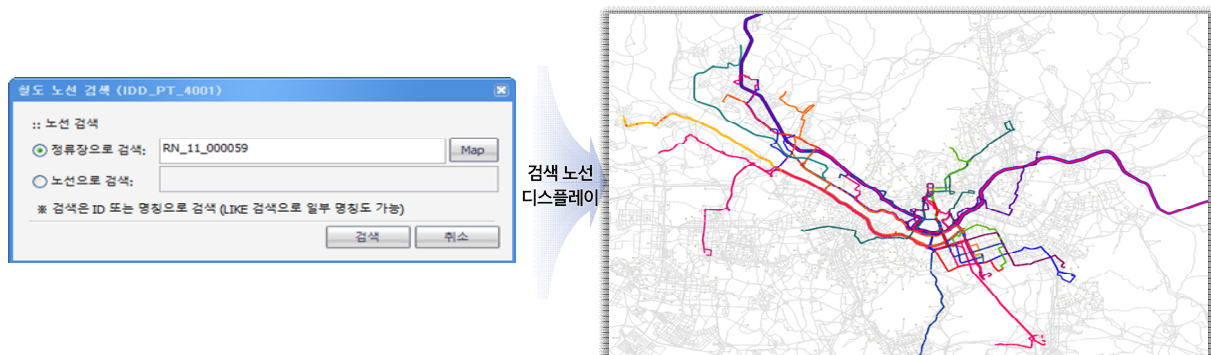 철도 노선 검색 (IDD_PT_4001)
:: 노선 검색
정류장으로 검색: RN_11_000059 Map
노선으로 검색:
※ 검색은 ID 또는 명칭으로 검색 (LIKE 검색으로 일부 명칭도 가능)
검색 취소
검색 노선
디스플레이